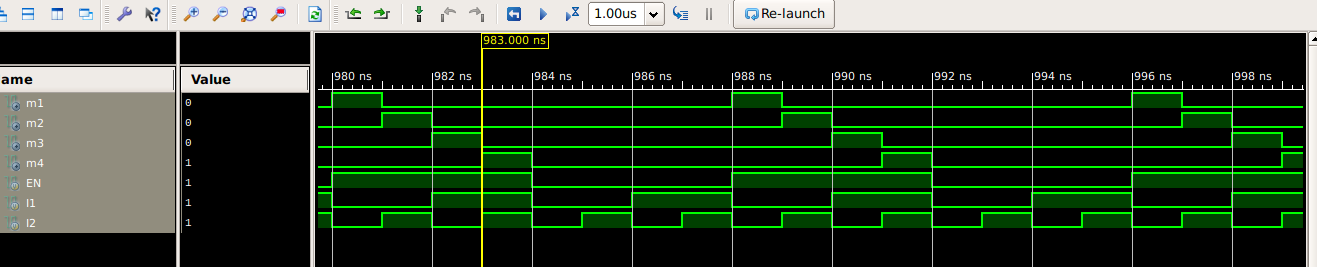 1.00us Re-launch
983.000 ns
ame Value 980 ns 982 ns 984 ns 986 ns 988 ns 990 ns 992 ns 994 ns 996 ns 998 ns
m1 0
m2 0
m3 0
m4 1
EN 1
I1 1
I2 1